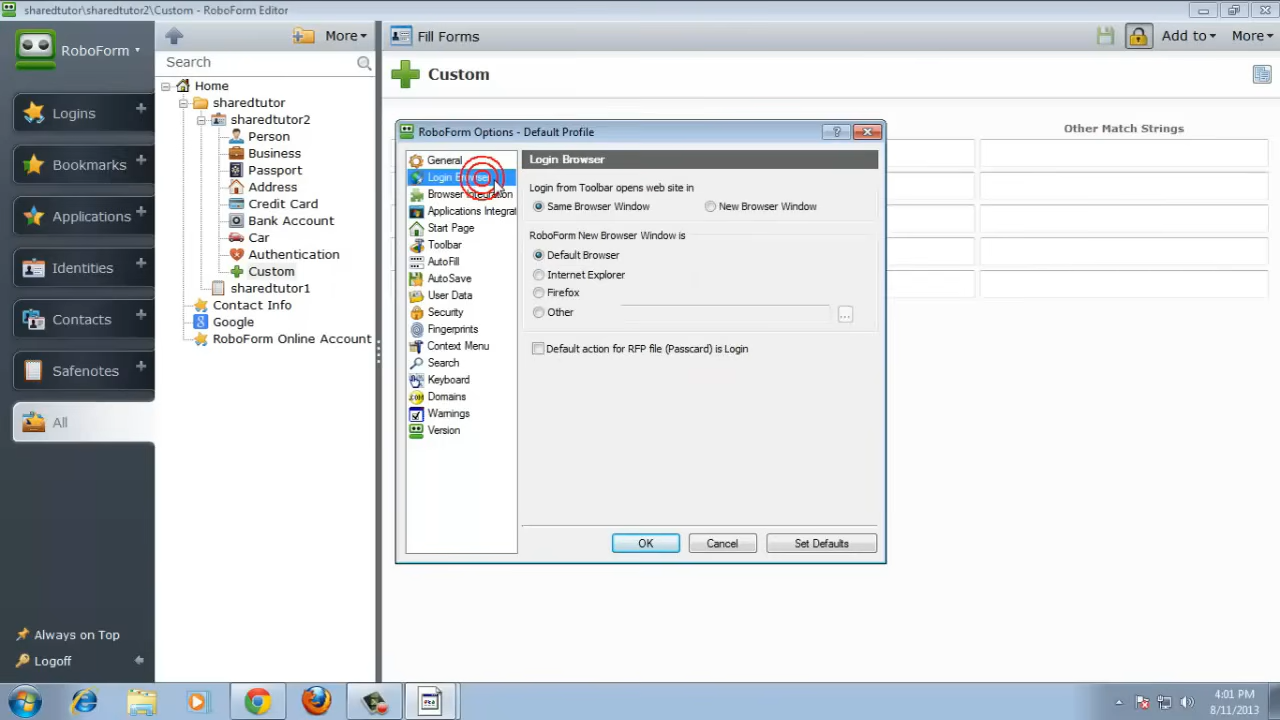 sharedtutor\sharedtutor2\Custom - RoboForm Editor
RoboForm
More
Fill Forms
Add to
More
Search
Custom
Logins
Bookmarks
Applications
Identities
Contacts
Safenotes
All
Always on Top
Logoff
Home
sharedtutor
sharedtutor2
Person
Business
Passport
Address
Credit Card
Bank Account
Car
Authentication
Custom
sharedtutor1
Contact Info
Google
RoboForm Online Account
Other Match Strings
RoboForm Options - Default Profile
General
Login Browser
Browser Integration
Applications Integrat
Start Page
Toolbar
AutoFill
AutoSave
User Data
Security
Fingerprints
Context Menu
Search
Keyboard
Domains
Warnings
Version
Login Browser
Login from Toolbar opens web site in
Same Browser Window
New Browser Window
RoboForm New Browser Window is
Default Browser
Internet Explorer
Firefox
Other
...
Default action for RFP file (Passcard) is Login
OK
Cancel
Set Defaults
4:01 PM
8/11/2013